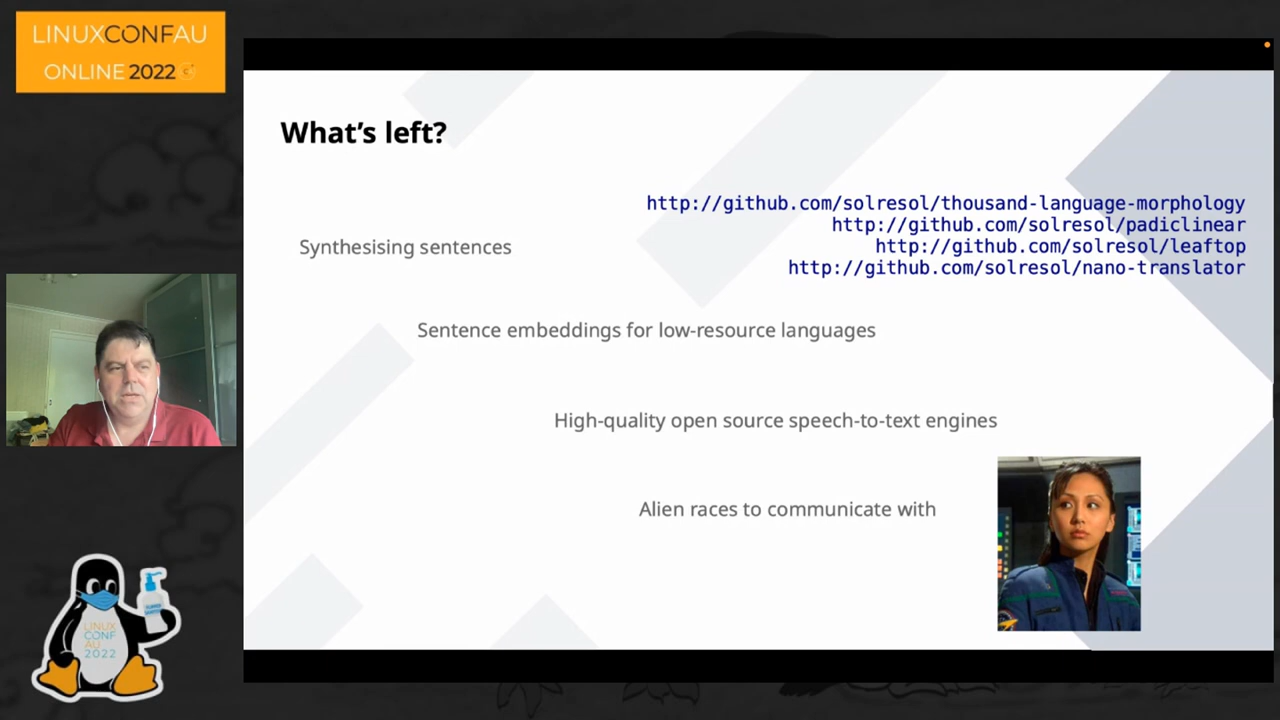 LINUXCONFAU
ONLINE 2022
What's left?
http://github.com/solresol/thousand-language-morphology
http://github.com/solresol/padiclinear
http://github.com/solresol/leaftop
http://github.com/solresol/nano-translator
Synthesising sentences
Sentence embeddings for low-resource languages
High-quality open source speech-to-text engines
Alien races to communicate with
LINUX
CONF
AU
2022